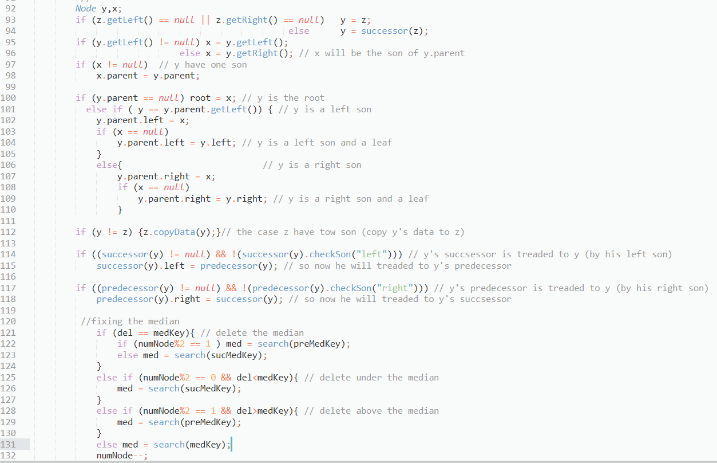 92 Node y,x;
93 if (z.getLeft() == null || z.getRight() == null) y = z;
94 else y = successor(z);
95 if (y.getLeft() != null) x = y.getLeft();
96 else x = y.getRight(); // x will be the son of y.parent
97 if (x != null) // y have one son
98 x.parent = y.parent;
99
100 if (y.parent == null) root = x; // y is the root
101 else if ( y == y.parent.getLeft()) { // y is a left son
102 y.parent.left = x;
103 if (x == null)
104 y.parent.left = y.left; // y is a left son and a leaf
105 }
106 else{ // y is a right son
107 y.parent.right = x;
108 if (x == null)
109 y.parent.right = y.right; // y is a right son and a leaf
110 }
111
112 if (y != z) {z.copyData(y);}// the case z have tow son (copy y's data to z)
113
114 if ((successor(y) != null) && !(successor(y).checkSon("left"))) // y's succsessor is treaded to y (by his left son)
115 successor(y).left = predecessor(y); // so now he will treaded to y's predecessor
116
117 if ((predecessor(y) != null) && !(predecessor(y).checkSon("right"))) // y's predecessor is treaded to y (by his right son)
118 predecessor(y).right = successor(y); // so now he will treaded to y's succsessor
119
120 //fixing the median
121 if (del == medKey){ // delete the median
122 if (numNode%2 == 1 ) med = search(preMedKey);
123 else med = search(sucMedKey);
124 }
125 else if (numNode%2 == 0 && del<medKey){ // delete under the median
126 med = search(sucMedKey);
127 }
128 else if (numNode%2 == 1 && del>medKey){ // delete above the median
129 med = search(preMedKey);
130 }
131 else med = search(medKey);
132 numNode--;